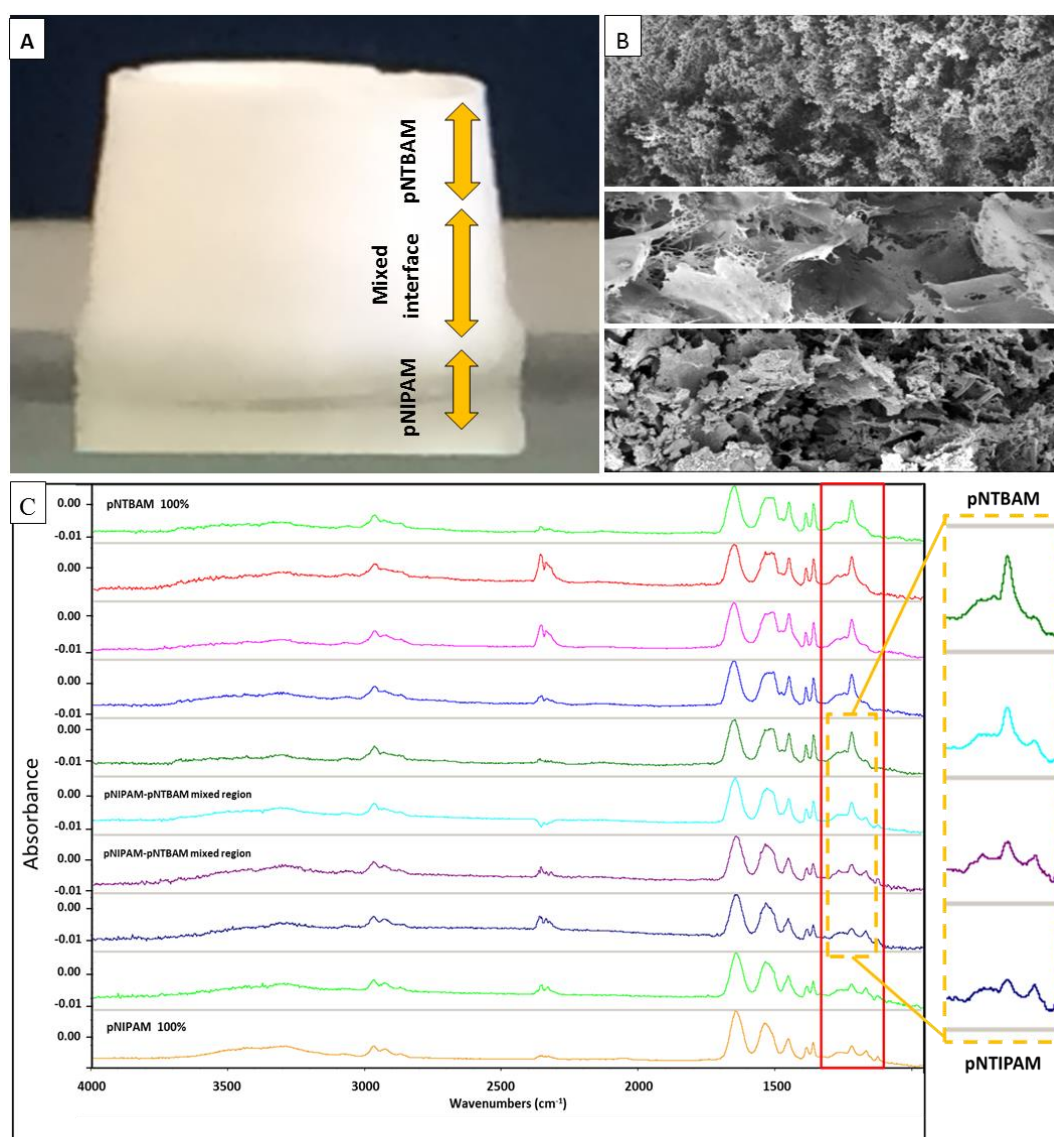 A
pNTBAM
Mixed
interface
pNIPAM
B
C
0.00
pNTBAM 100%
-0.01
0.00
0.00
-0.01
0.00
-0.01
0.00
-0.01
0.00
pNIPAM-pNTBAM mixed region
-0.01
0.00
pNIPAM-pNTBAM mixed region
-0.01
0.00
-0.01
0.00
-0.01
0.00
pNIPAM 100%
Absorbance
4000
3500
3000
2500
2000
1500
Wavenumbers (cm-1)
pNTBAM
pNTIPAM